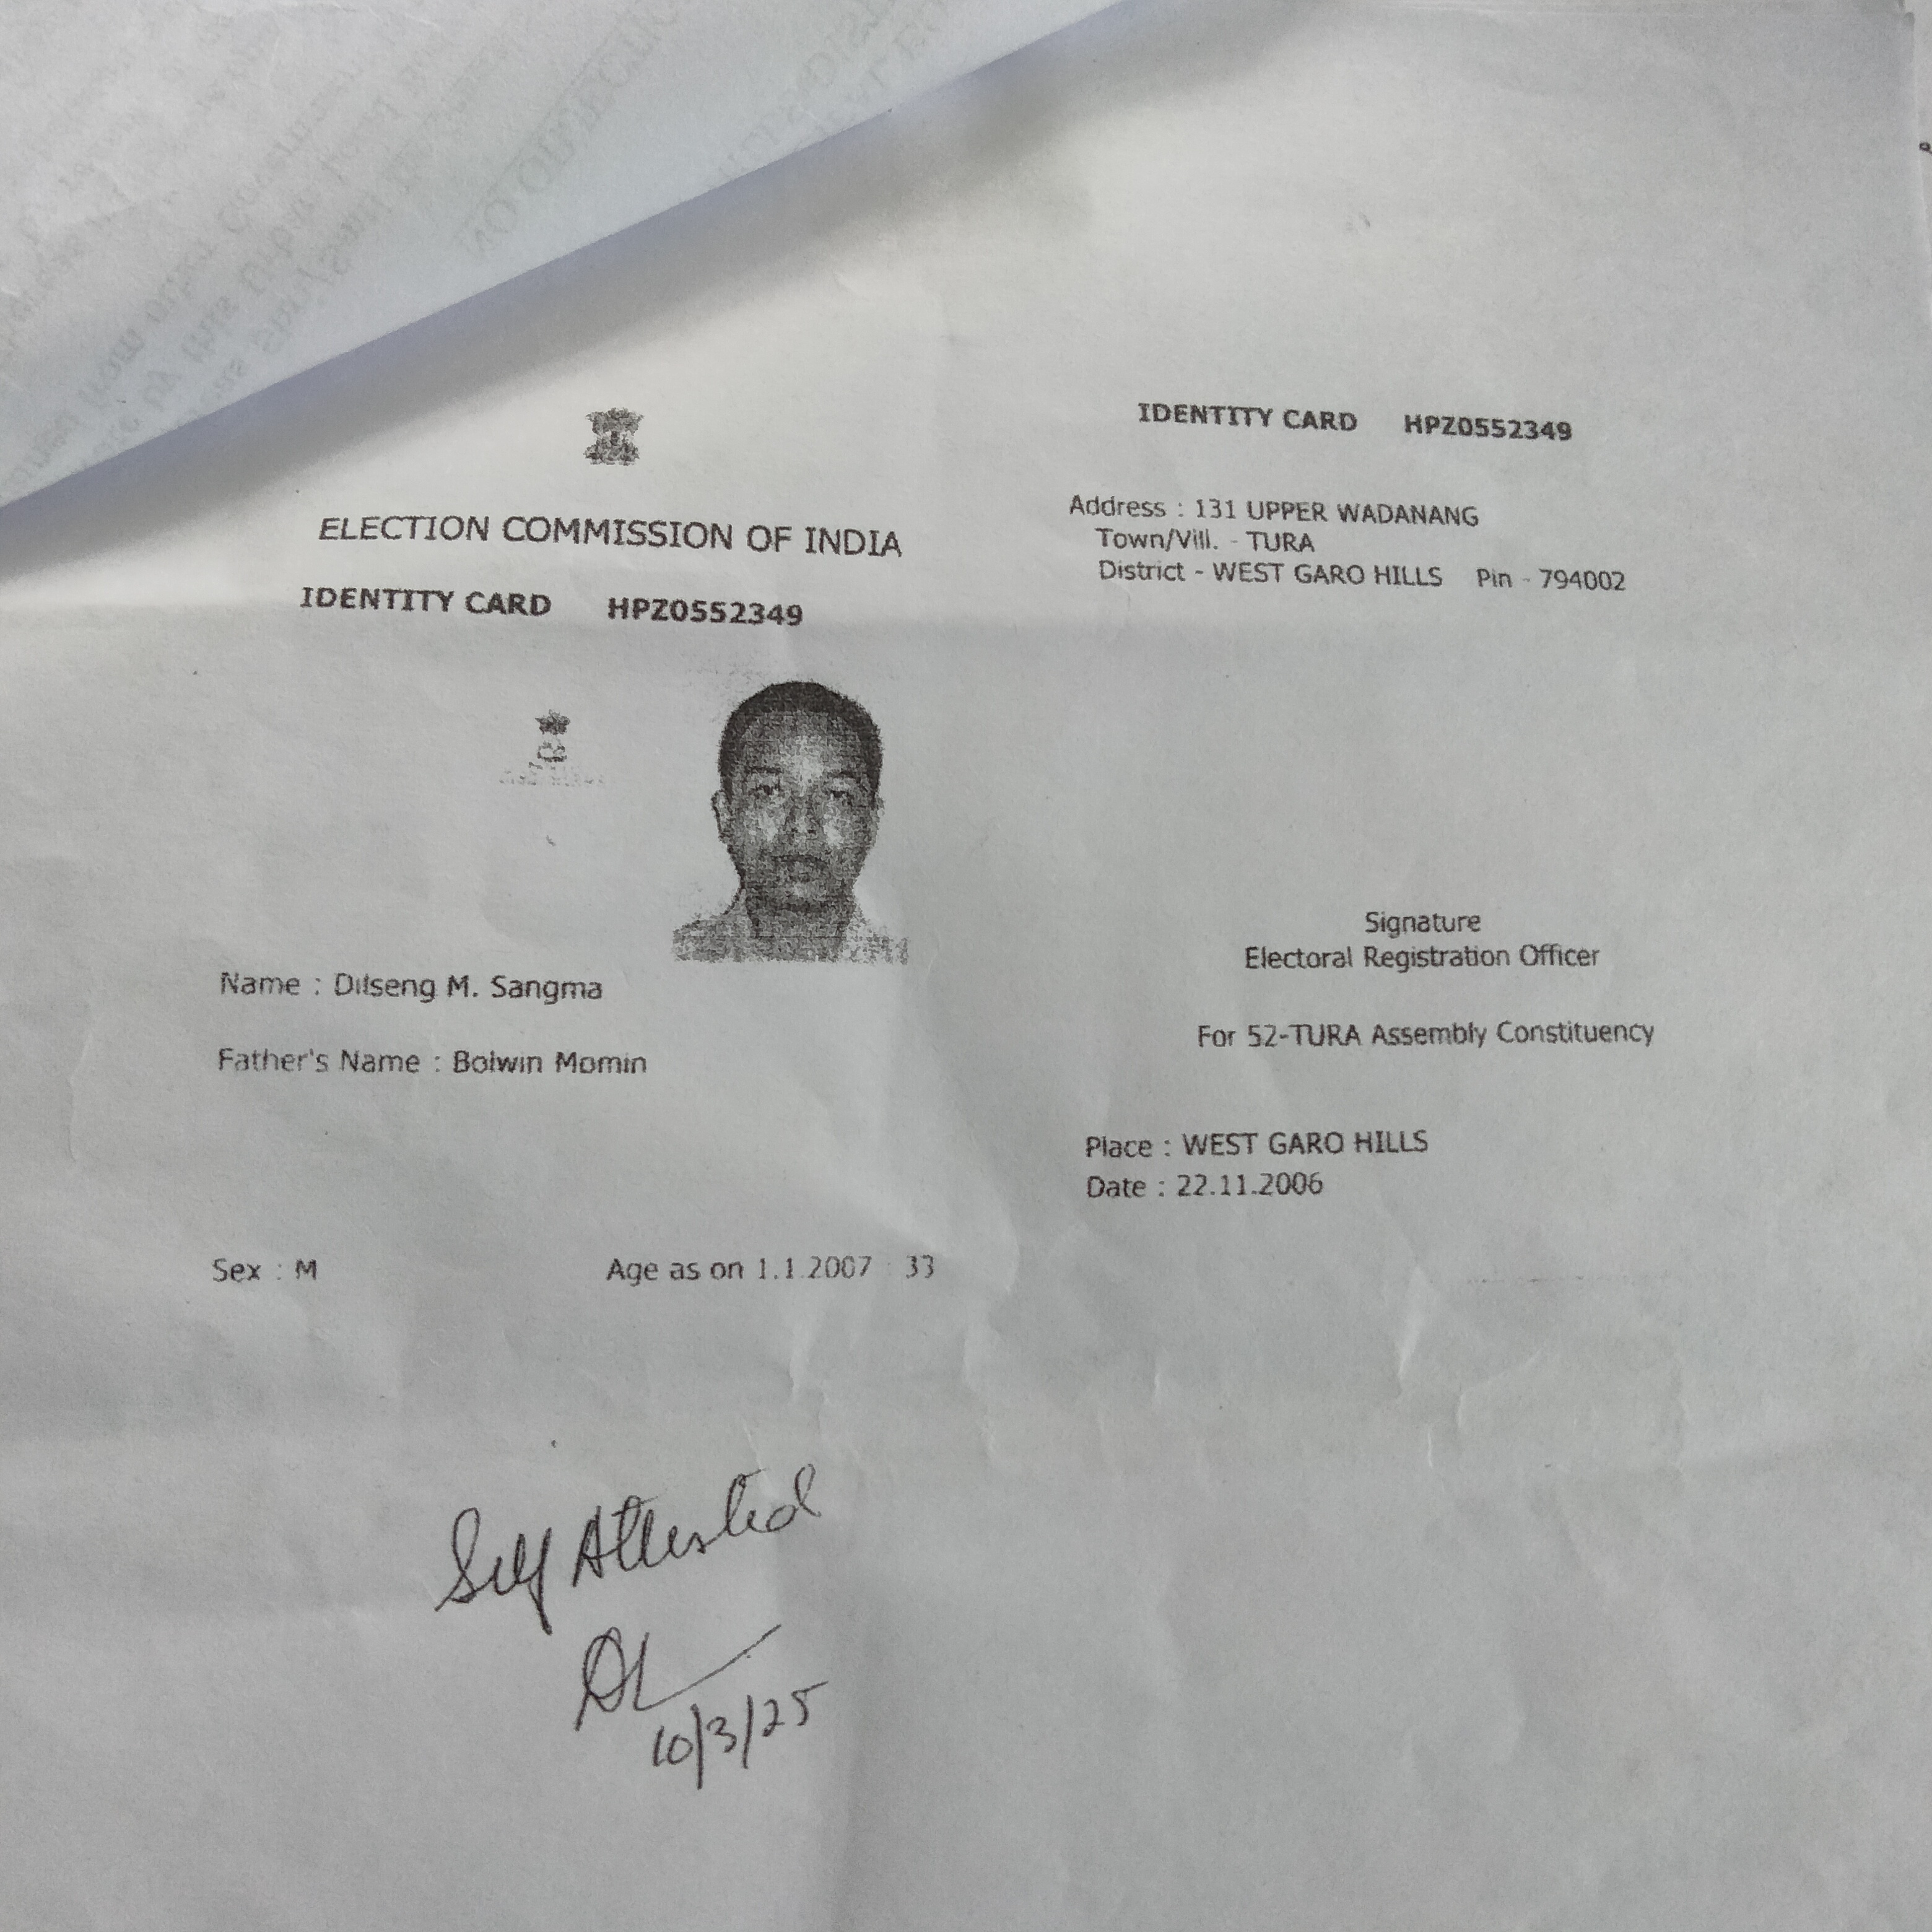 ELECTION COMMISSION OF INDIA
IDENTITY CARD HPZ0552349
Name : Dilseng M. Sangma
Father's Name : Bolwin Momin
Sex : M Age as on 1.1.2007 : 33
IDENTITY CARD HPZ0552349
Address : 131 UPPER WADANANG
Town/Vill. - TURA
District - WEST GARO HILLS Pin - 794002
Signature
Electoral Registration Officer
For 52-TURA Assembly Constituency
Place : WEST GARO HILLS
Date : 22.11.2006
Self Attested
10/3/25